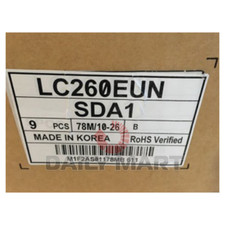 LC260EUN
SDA1
9 PCS 78M/10-26 B
MADE IN KOREA RoHS Verified
DAILY MART